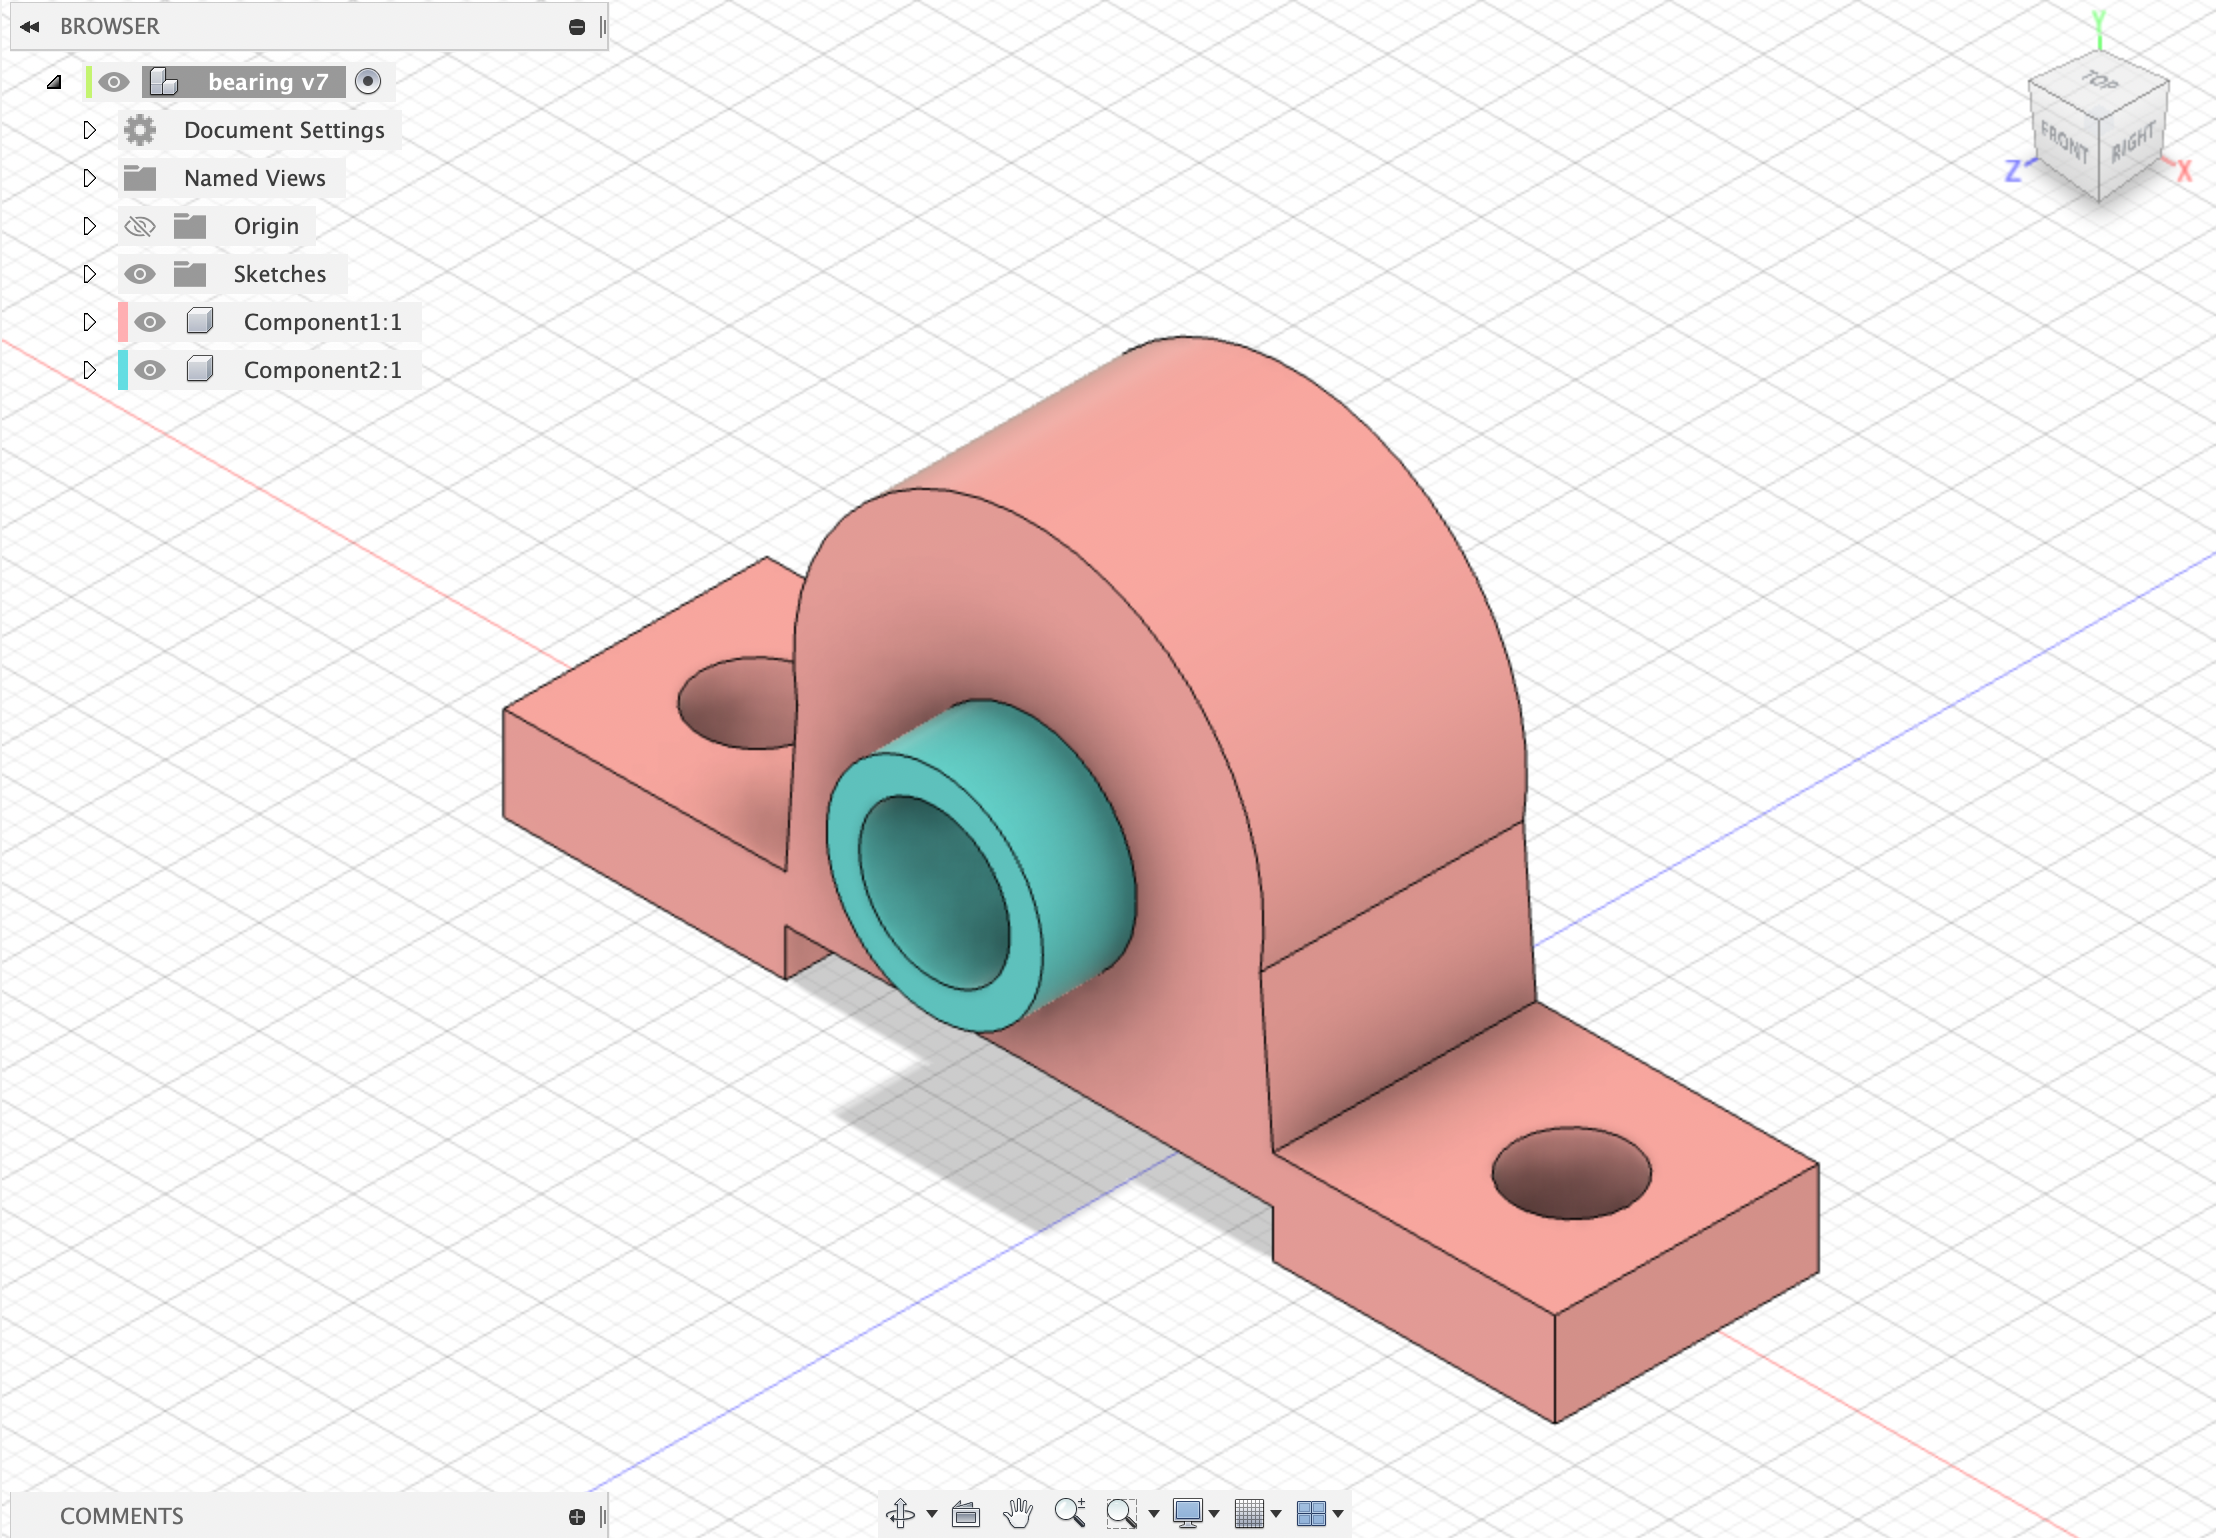 BROWSER
bearing v7
Document Settings
Named Views
Origin
Sketches
Component1:1
Component2:1
Y
TOP
FRONT
RIGHT
Z
X
COMMENTS